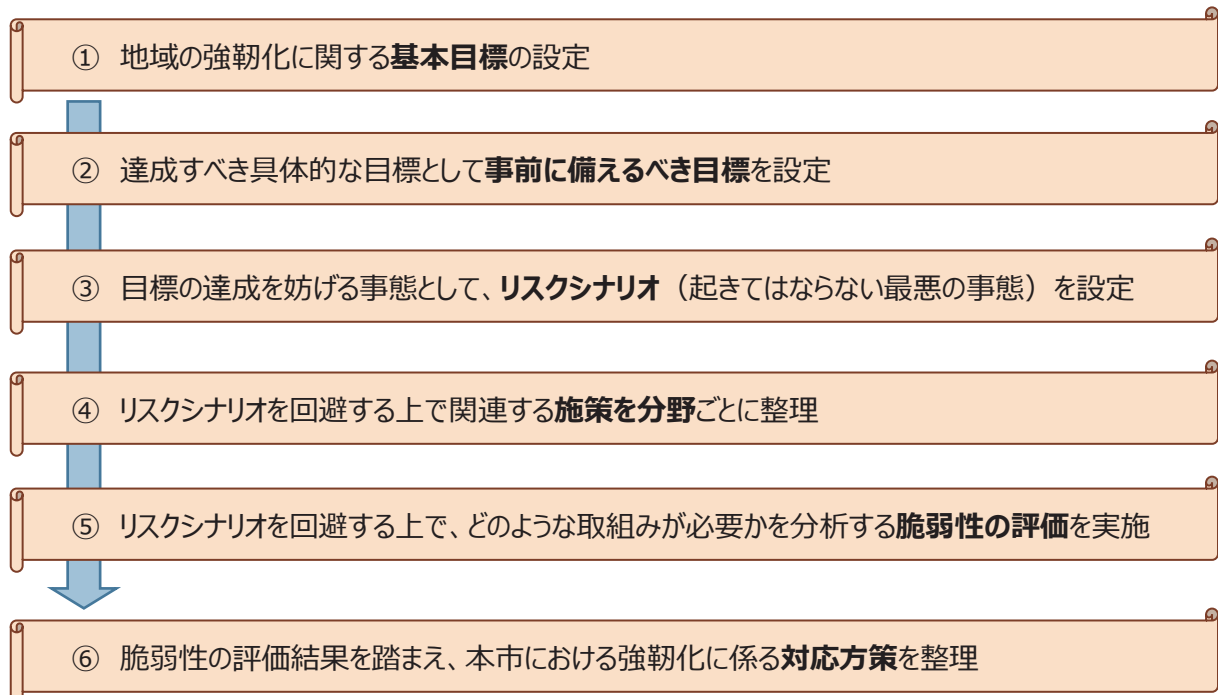 ① 地域の強靭化に関する基本目標の設定
② 達成すべき具体的な目標として事前に備えるべき目標を設定
③ 目標の達成を妨げる事態として、リスクシナリオ（起きてはならない最悪の事態）を設定
④ リスクシナリオを回避する上で関連する施策を分野ごとに整理
⑤ リスクシナリオを回避する上で、どのような取組みが必要かを分析する脆弱性の評価を実施
⑥ 脆弱性の評価結果を踏まえ、本市における強靭化に係る対応方策を整理